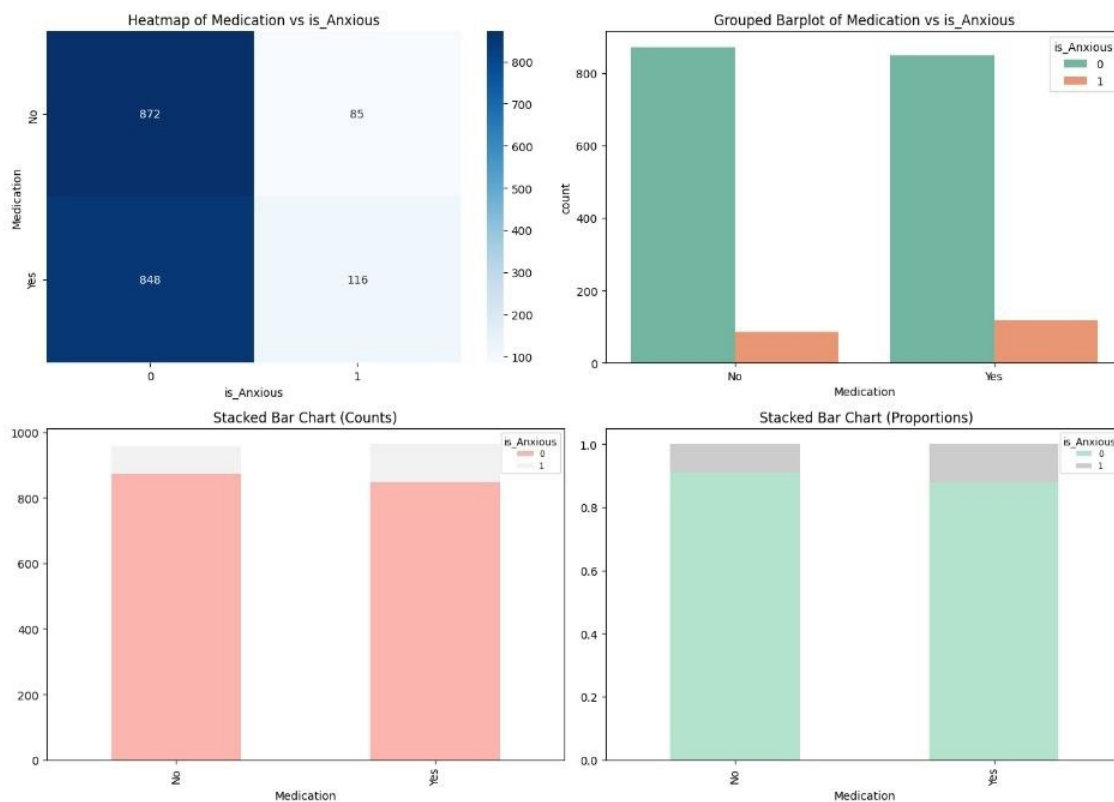 Heatmap of Medication vs is_Anxious
Medication
No
Yes
872
85
848
116
0
1
is_Anxious
800
700
600
500
400
300
200
100
Grouped Barplot of Medication vs is_Anxious
is_Anxious
0
1
count
800
600
400
200
0
No
Yes
Medication
Stacked Bar Chart (Counts)
is_Anxious
0
1
1000
800
600
400
200
0
No
Yes
Medication
Stacked Bar Chart (Proportions)
is_Anxious
0
1
1.0
0.8
0.6
0.4
0.2
0.0
No
Yes
Medication